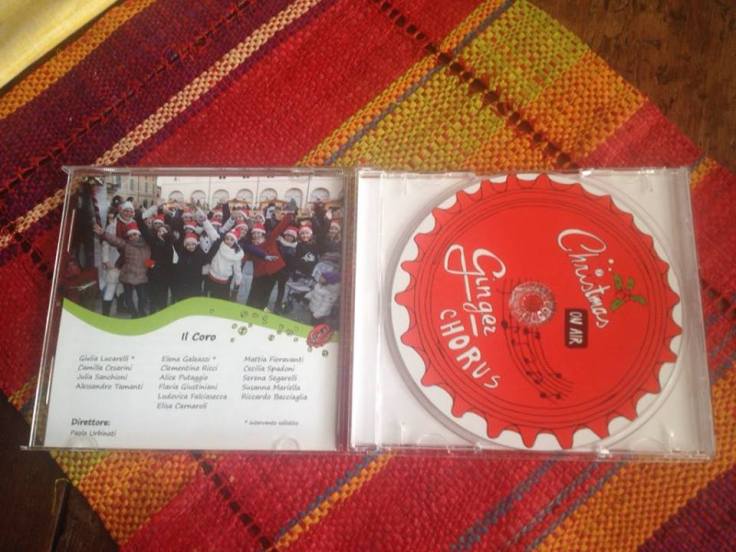 Il Coro
Giulia Lucarelli *
Camilla Cesarini
Julia Sanchioni
Alessandro Tamanti
Elena Galeazzi *
Clementina Ricci
Alice Putaggio
Flavia Giustiniani
Ludovica Falciasecca
Elisa Carnaroli
Mattia Fioravanti
Cecilia Spadoni
Serena Segarelli
Susanna Mariella
Riccardo Bacciaglia
Direttore:
Paolo Urbinati
* intervento solistico
Christmas
ON AIR
Ginger
CHORUS